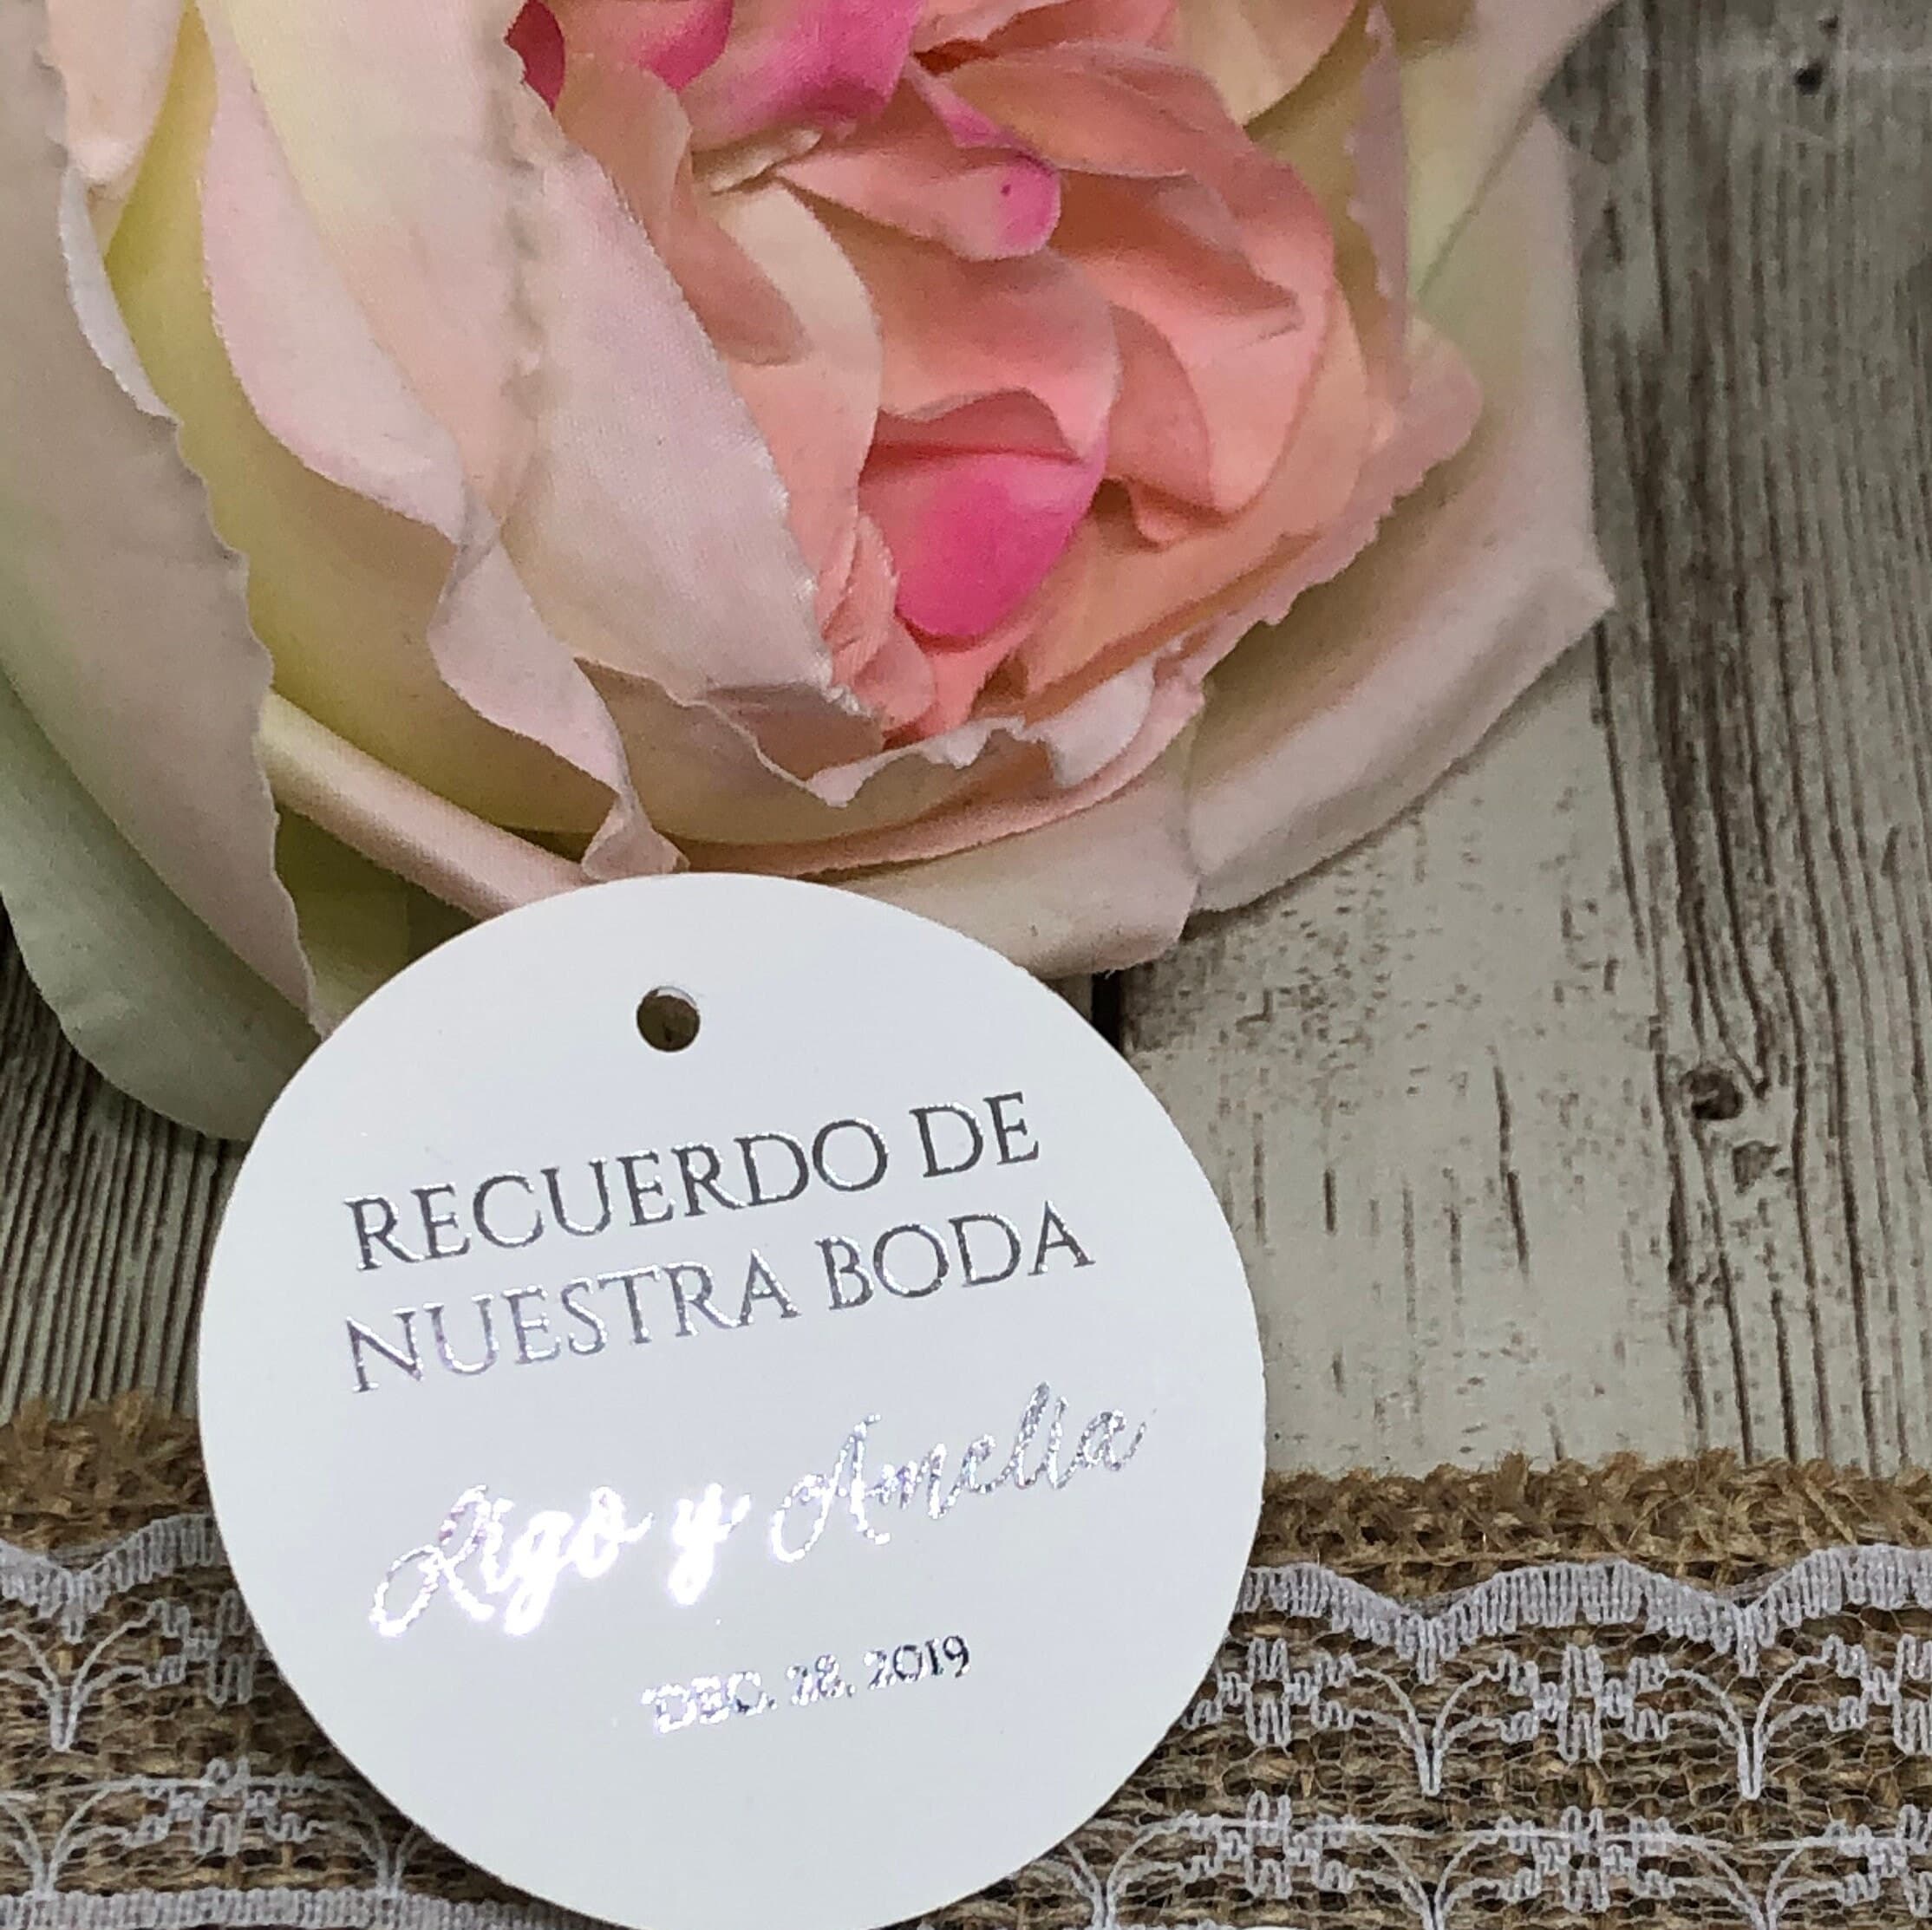 RECUERDO DE
NUESTRA BODA
Rigo y Amelia
DEC. 28. 2019